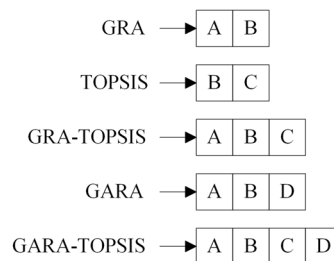 GRA A B
TOPSIS B C
GRA-TOPSIS A B C
GARA A B D
GARA-TOPSIS A B C D